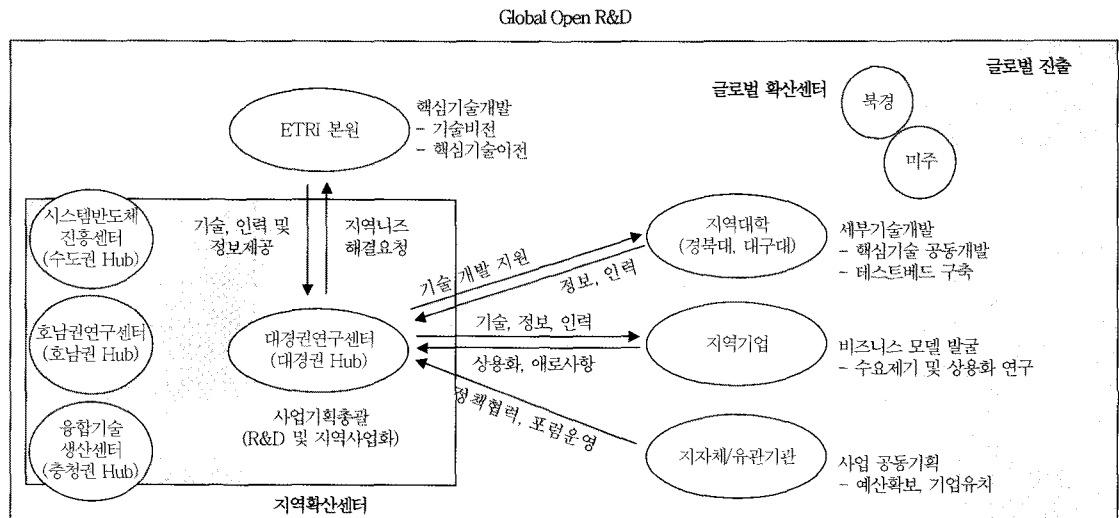 Global Open R&D
글로벌 진출
글로벌 확산센터
북경
미주
ETRI 본원
핵심기술개발
- 기술비전
- 핵심기술이전
시스템반도체
진흥센터
(수도권 Hub)
기술, 인력 및
정보제공
지역니즈
해결요청
지역대학
(경북대, 대구대)
세부기술개발
- 핵심기술 공동개발
- 테스트베드 구축
기술 개발 지원
정보, 인력
호남권연구센터
(호남권 Hub)
대경권연구센터
(대경권 Hub)
기술, 정보, 인력
상용화, 애로사항
지역기업
비즈니스 모델 발굴
- 수요제기 및 상용화 연구
사업기획총괄
(R&D 및 지역사업화)
정책협력, 포럼운영
융합기술
생산센터
(충청권 Hub)
지자체/유관기관
사업 공동기획
- 예산확보, 기업유치
지역확산센터